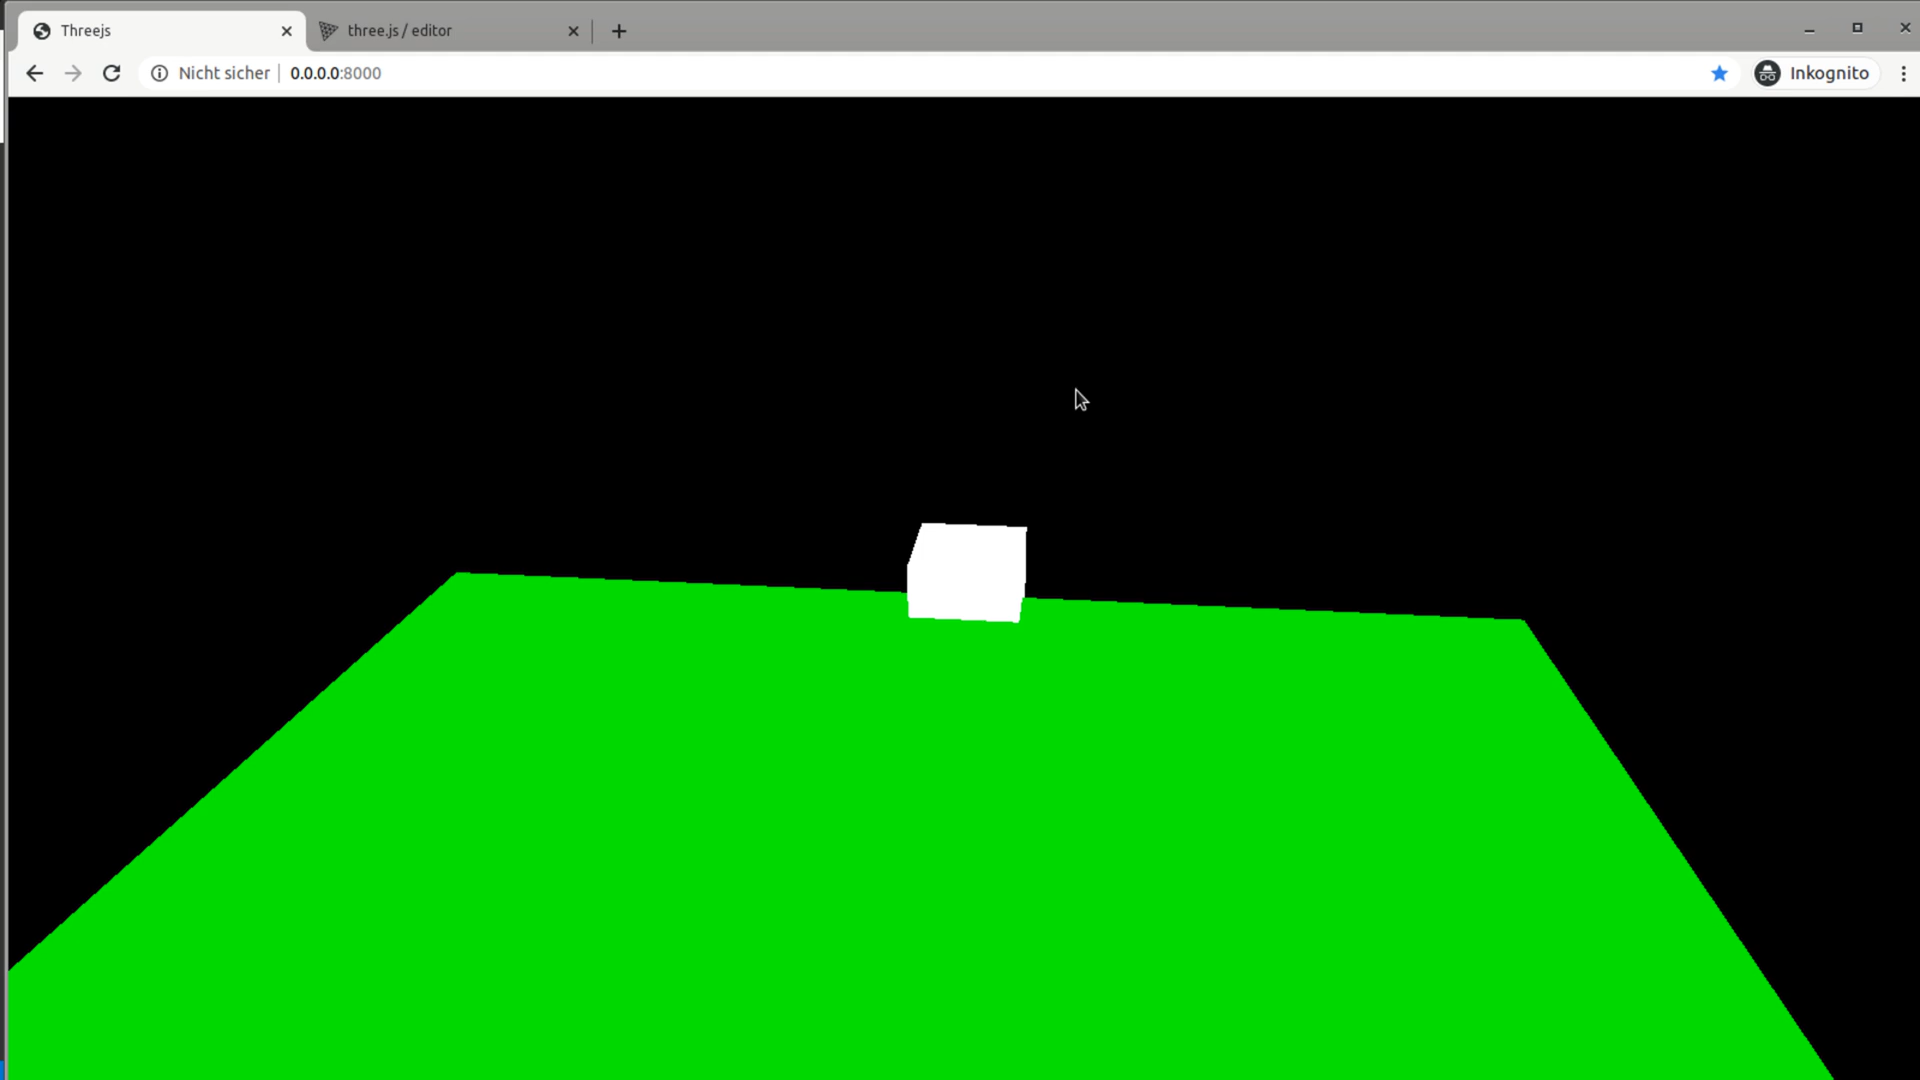 Threejs
three.js / editor
Nicht sicher
0.0.0.0:8000
Inkognito